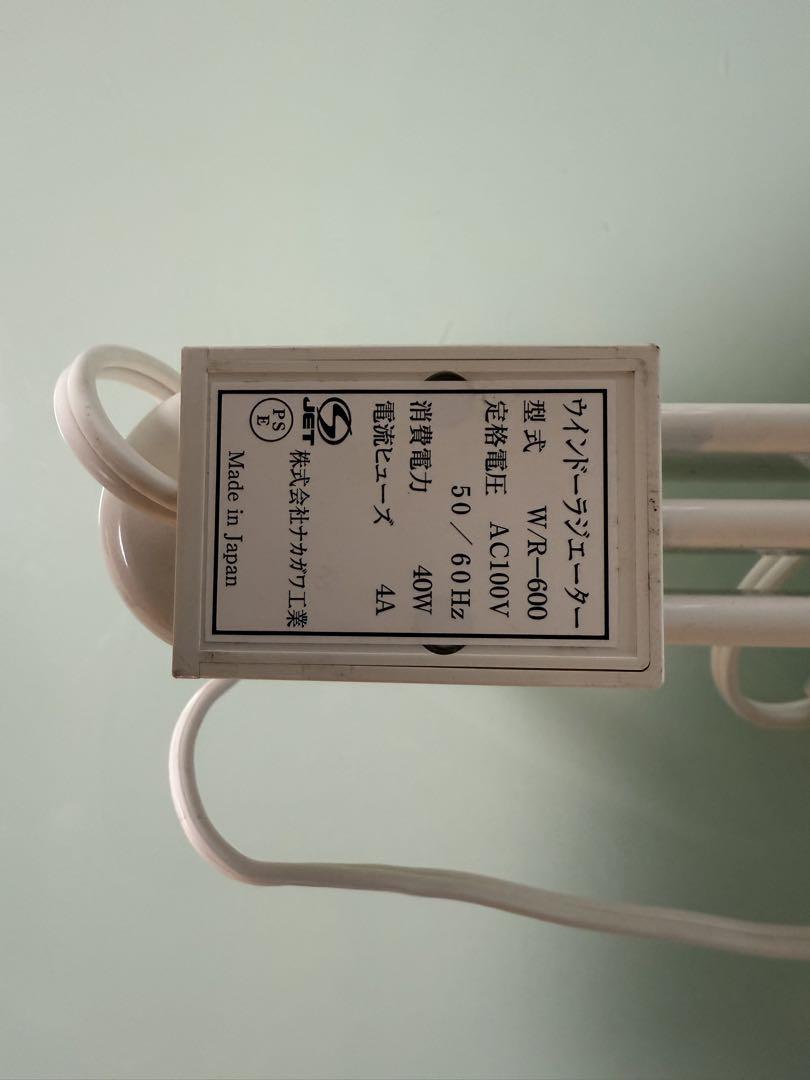 ウインドーラジエーター
型式 W/R-600
定格電圧 AC100V
50/60Hz
消費電力 40W
電流ヒューズ 4A
JET
PS
E
株式会社ナカガワ工業
Made in Japan